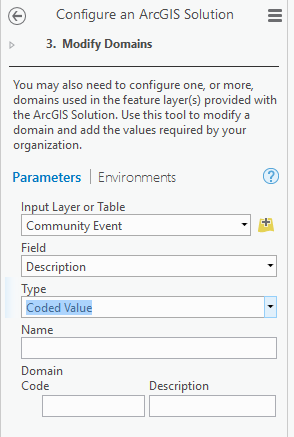 Configure an ArcGIS Solution
3. Modify Domains
You may also need to configure one, or more,
domains used in the feature layer(s) provided with
the ArcGIS Solution. Use this tool to modify a
domain and add the values required by your
organization.
Parameters | Environments ?
Input Layer or Table
Community Event
Field
Description
Type
Coded Value
Name
Domain
Code Description